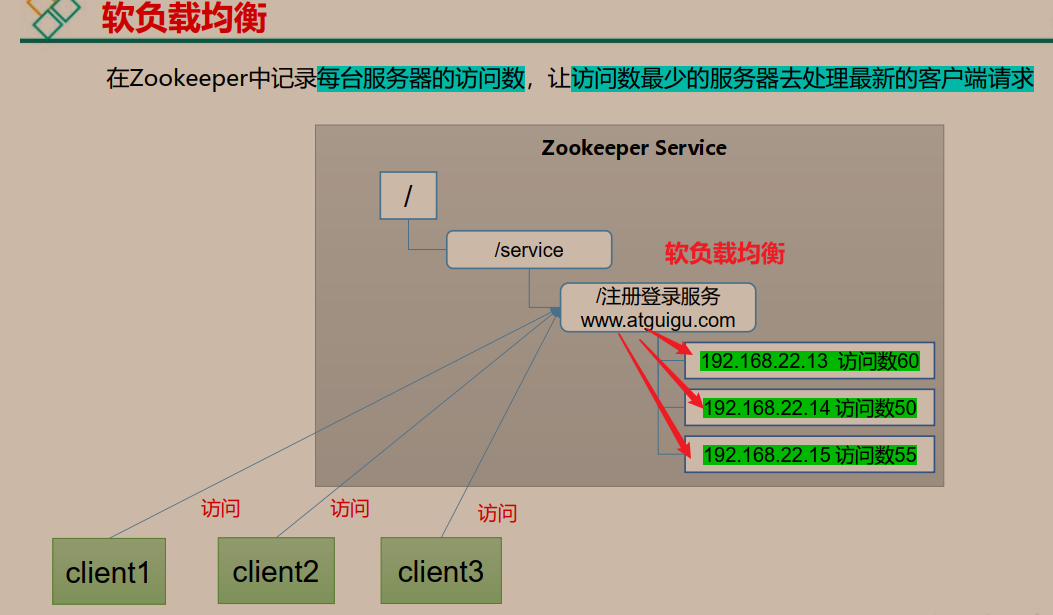 软负载均衡
在Zookeeper中记录每台服务器的访问数，让访问数最少的服务器去处理最新的客户端请求
Zookeeper Service
/
/service
软负载均衡
/注册登录服务
www.atguigu.com
192.168.22.13 访问数60
192.168.22.14 访问数50
192.168.22.15 访问数55
访问
访问
访问
client1
client2
client3